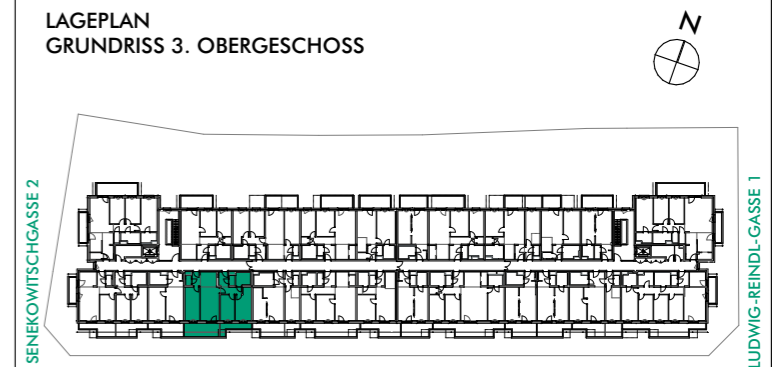 LAGEPLAN
GRUNDRISS 3. OBERGESCHOSS
N
SENEKOWITSCHGASSE 2
LUDWIG-REINDL-GASSE 1